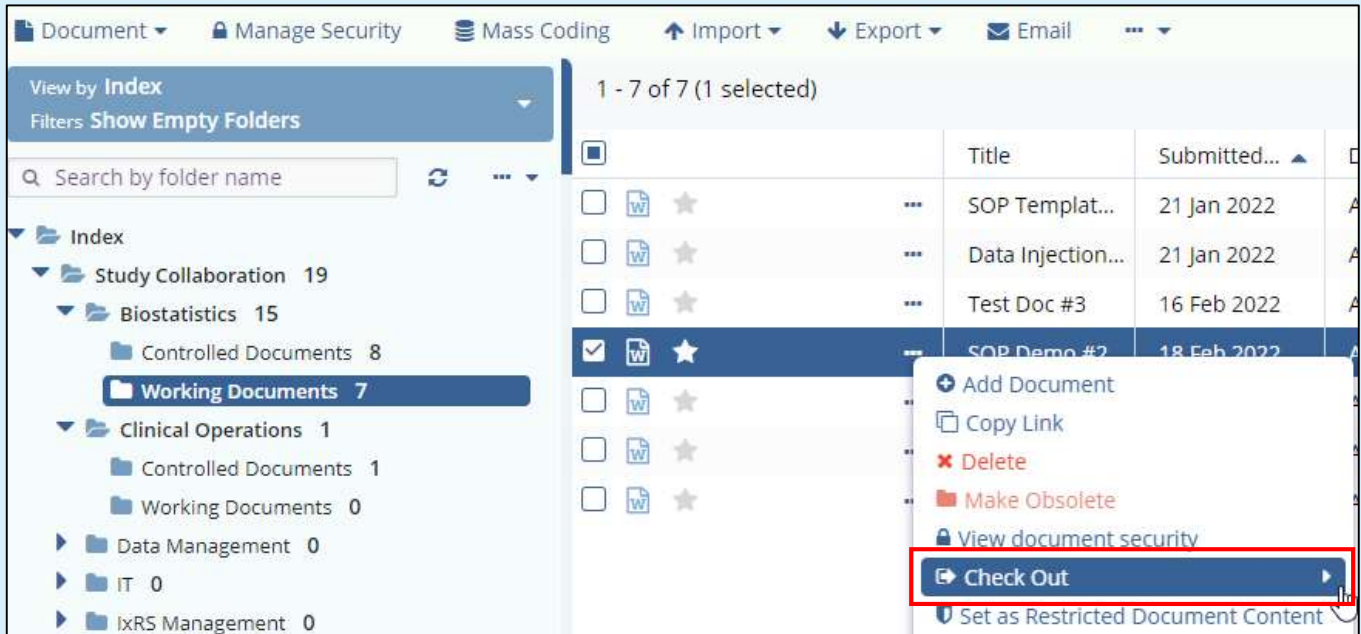 Document Manage Security Mass Coding Import Export Email
View by Index
Filters Show Empty Folders
Search by folder name
Index
Study Collaboration 19
Biostatistics 15
Controlled Documents 8
Working Documents 7
Clinical Operations 1
Controlled Documents 1
Working Documents 0
Data Management 0
IT 0
IxRS Management 0
1 - 7 of 7 (1 selected)
Title Submitted...
SOP Templat... 21 Jan 2022
Data Injection... 21 Jan 2022
Test Doc #3 16 Feb 2022
SOP Demo #2 18 Feb 2022
Add Document
Copy Link
Delete
Make Obsolete
View document security
Check Out
Set as Restricted Document Content